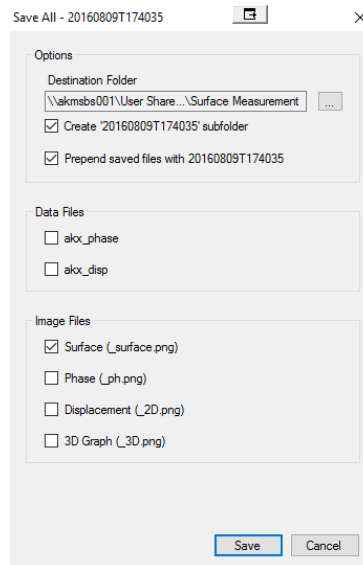 Save All - 20160809T174035
Options
Destination Folder
\\akmsbs001\User Share...\Surface Measurement
...
Create '20160809T174035' subfolder
Prepend saved files with 20160809T174035
Data Files
akx_phase
akx_disp
Image Files
Surface (_surface.png)
Phase (_ph.png)
Displacement (_2D.png)
3D Graph (_3D.png)
Save
Cancel